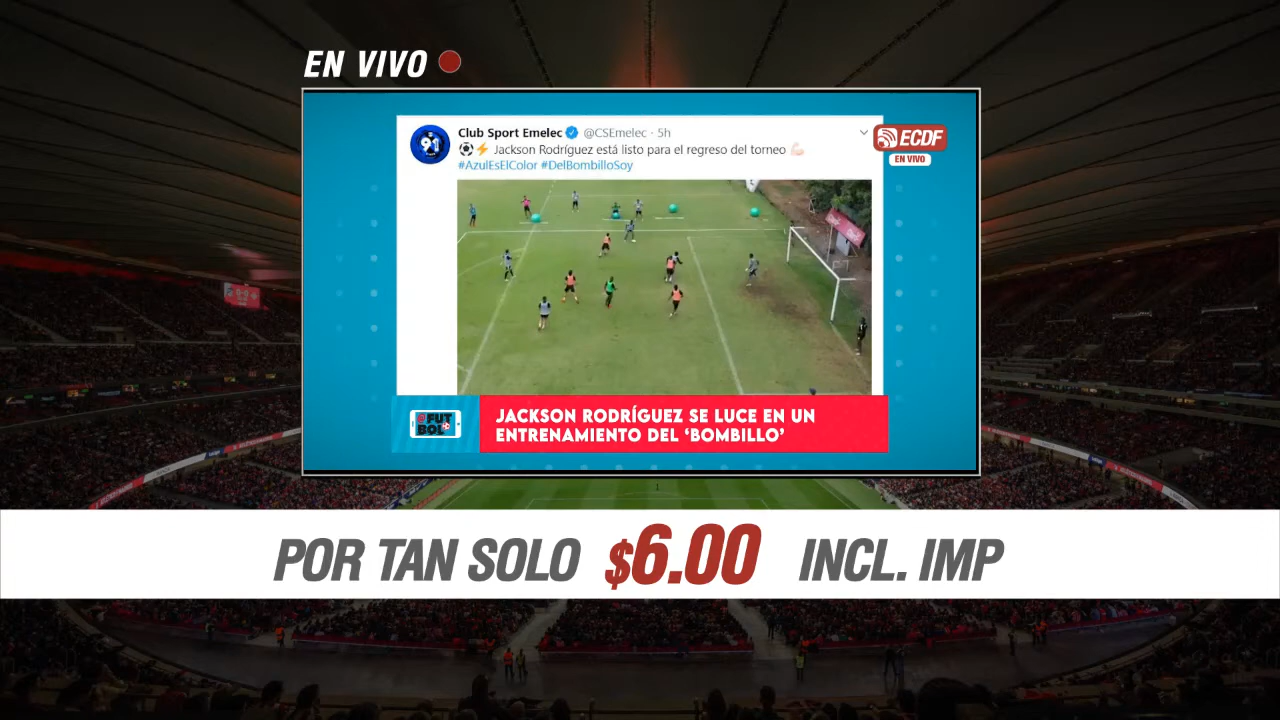 EN VIVO
91
Club Sport Emelec @CSEmelec · 5h
Jackson Rodríguez está listo para el regreso del torneo
#AzulEsElColor #DelBombilloSoy
ECDF
EN VIVO
@FUT
BOL
JACKSON RODRÍGUEZ SE LUCE EN UN
ENTRENAMIENTO DEL ‘BOMBILLO’
POR TAN SOLO $6.00 INCL. IMP